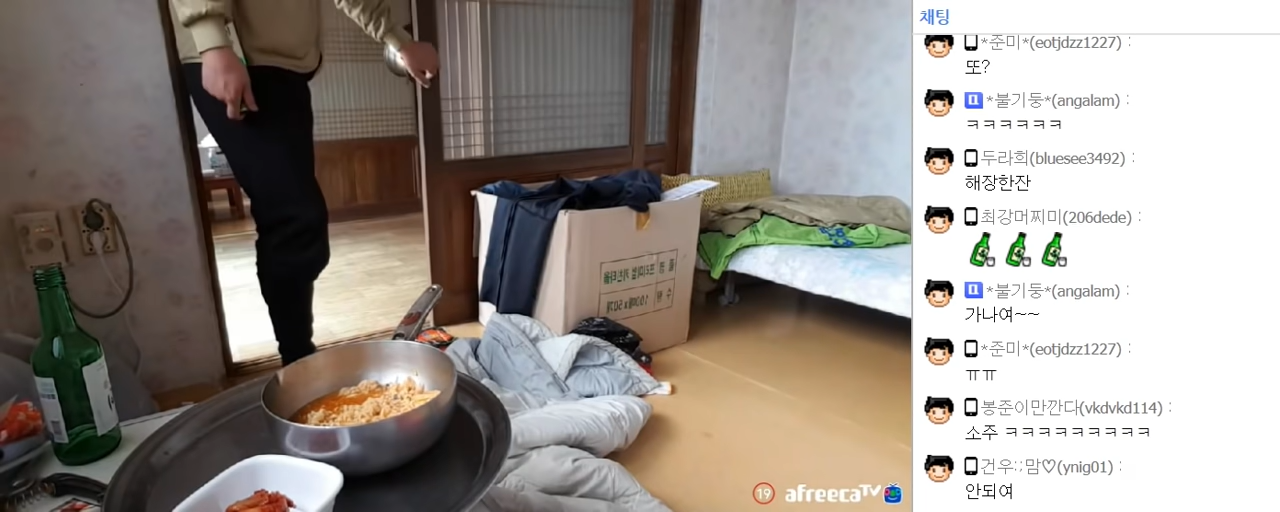 채팅
*준미*(eotjdzz1227) :
또?
*불기둥*(angalam) :
ㅋㅋㅋㅋㅋㅋ
두라희(bluesee3492) :
해장한잔
최강머찌미(206dede) :
*불기둥*(angalam) :
가나여~~
*준미*(eotjdzz1227) :
ㅠㅠ
봉준이만깐다(vkdvkd114) :
소주 ㅋㅋㅋㅋㅋㅋㅋㅋㅋ
건우;;맘♡(ynig01) :
안되여
19 afreecaTV